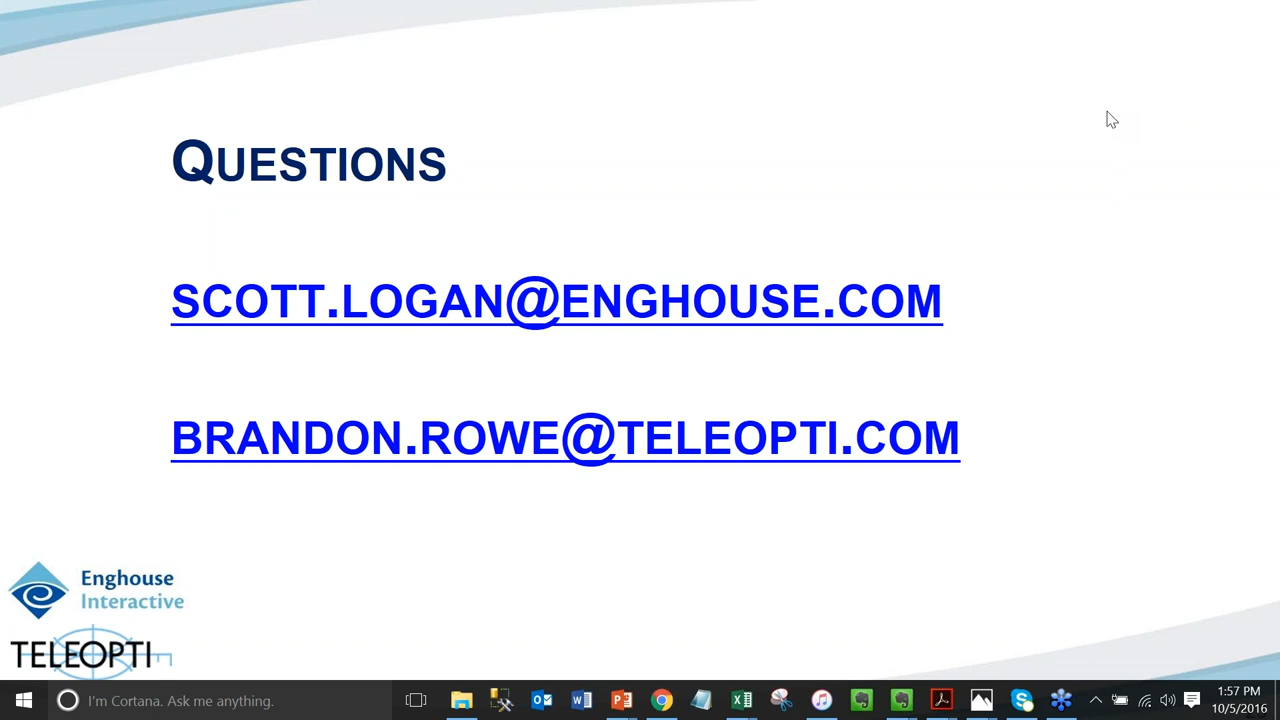 QUESTIONS
SCOTT.LOGAN@ENGHOUSE.COM
BRANDON.ROWE@TELEOPTI.COM
Enghouse
Interactive
TELEOPTI
I'm Cortana. Ask me anything.
1:57 PM
10/5/2016